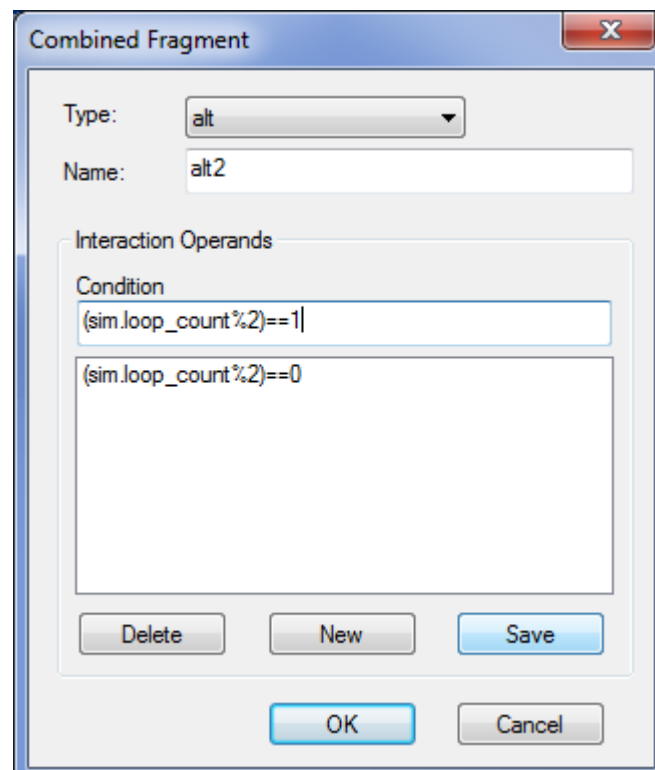 Combined Fragment
Type:
alt
Name:
alt2
Interaction Operands
Condition
(sim.loop_count%2)==1
(sim.loop_count%2)==0
Delete New Save
OK Cancel